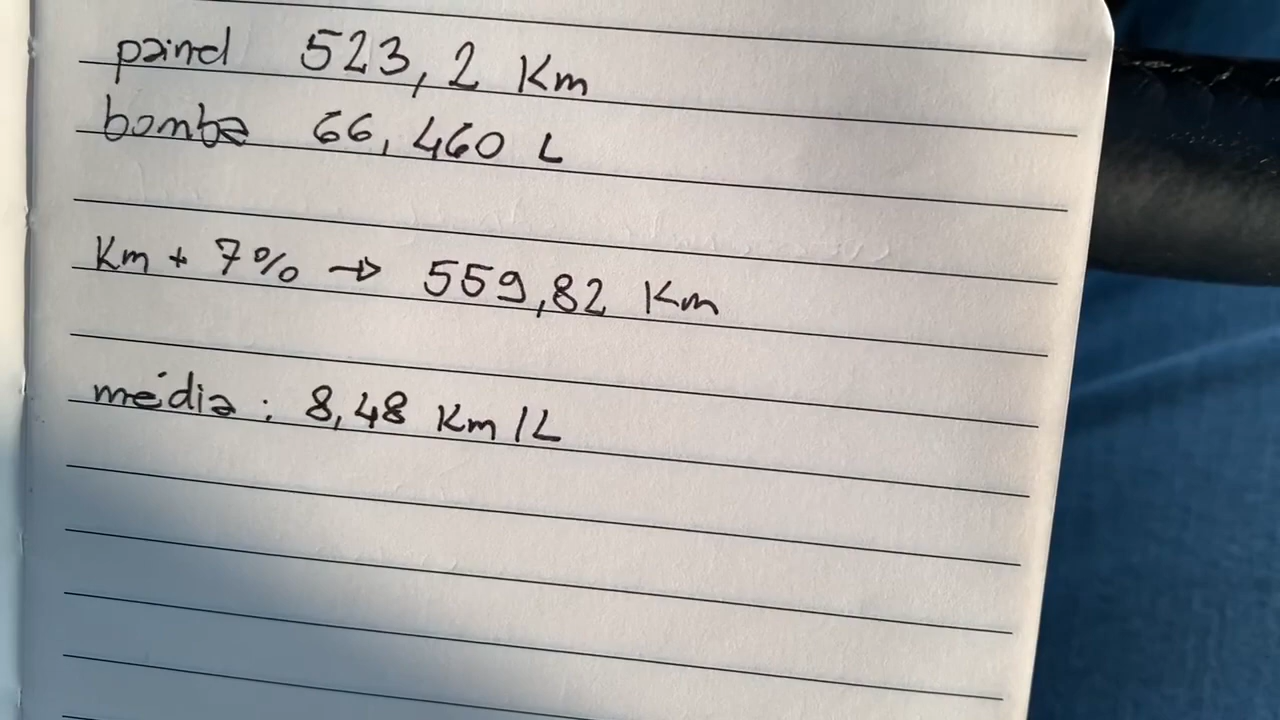 painel 523,2 Km
bomba 66,460 L
Km + 7% → 559,82 Km
média : 8,48 Km/L